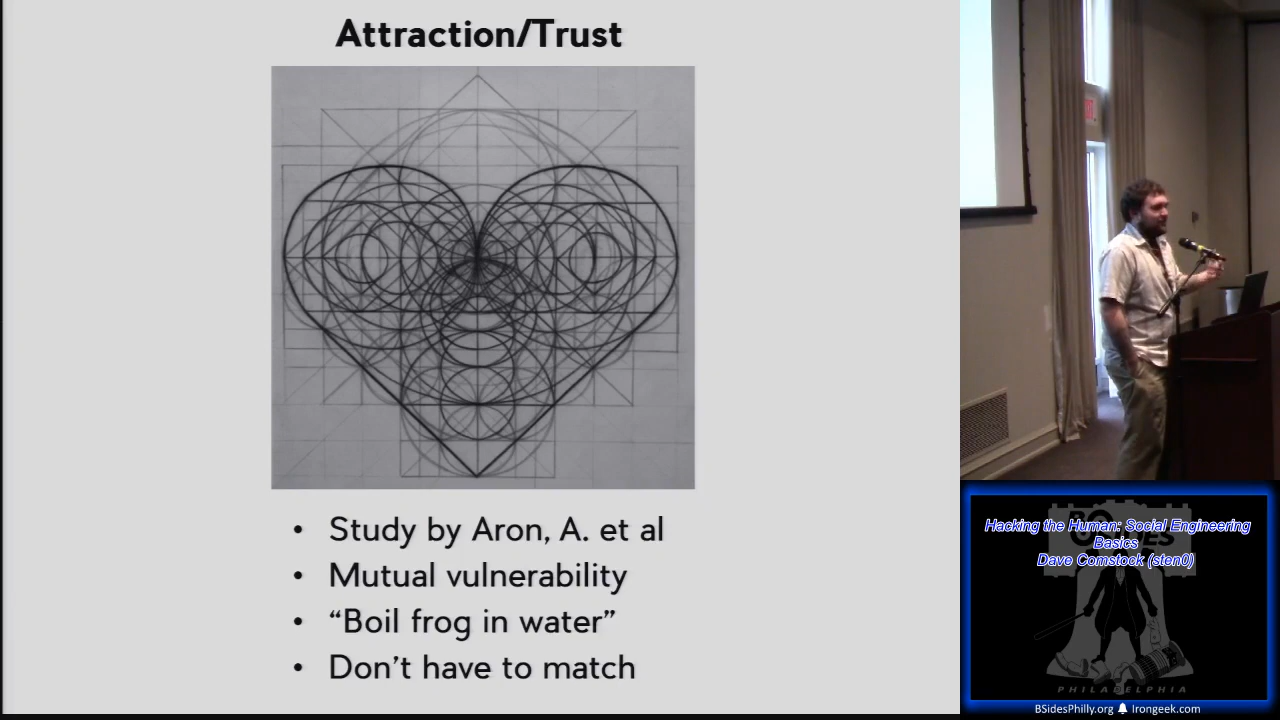 Attraction/Trust
• Study by Aron, A. et al
• Mutual vulnerability
• “Boil frog in water”
• Don’t have to match
Hacking the Human: Social Engineering
Basics
Dave Comstock (sten0)
PHILADELPHIA
BSidesPhilly.org Irongeek.com